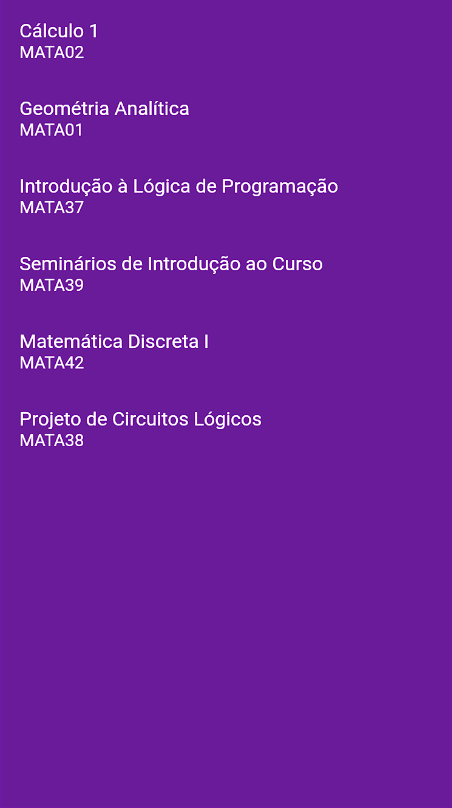 Cálculo 1
MATA02
Geométria Analítica
MATA01
Introdução à Lógica de Programação
MATA37
Seminários de Introdução ao Curso
MATA39
Matemática Discreta I
MATA42
Projeto de Circuitos Lógicos
MATA38